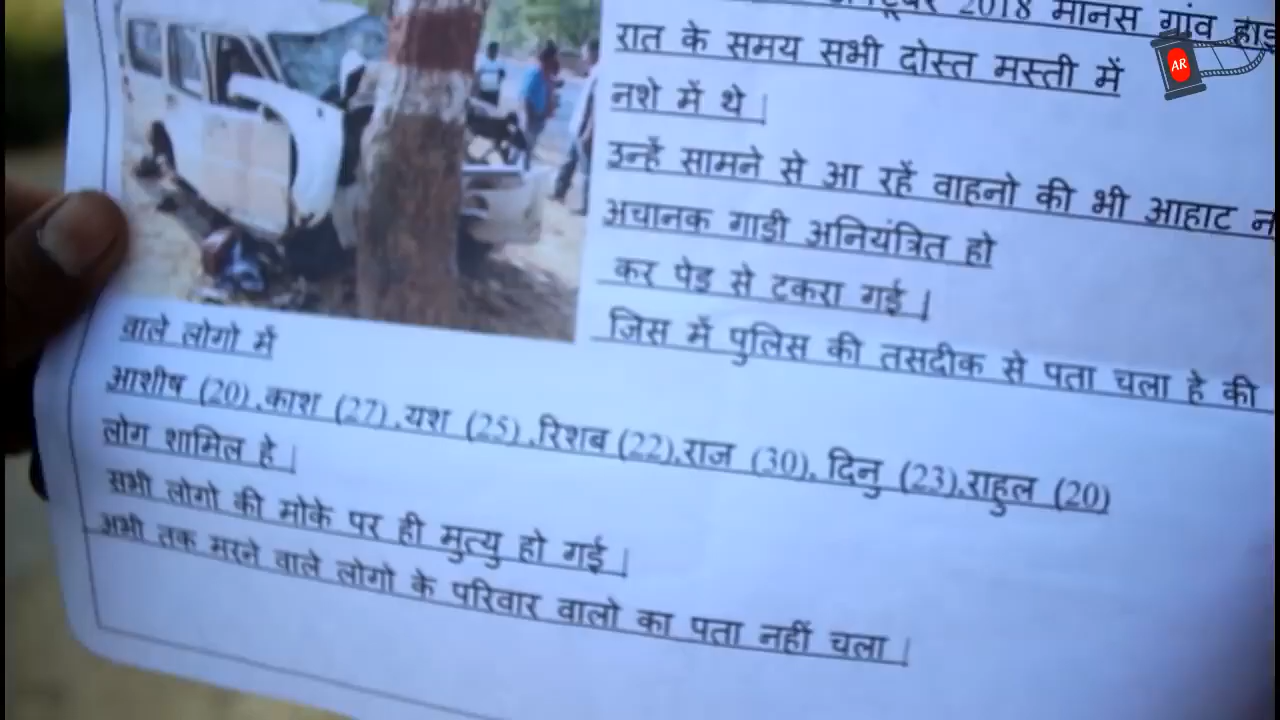 2018 मानस गांव
रात के समय सभी दोस्त मस्ती में
नशे में थे |
उन्हें सामने से आ रहें वाहनो की भी आहाट न
अचानक गाडी अनियंत्रित हो
कर पेड़ से टकरा गई |
जिस में पुलिस की तसदीक से पता चला हे की
वाले लोगो में
आशीष (20) ,काश (27) ,यश (25) ,रिशब (22),राज (30), दिनु (23),राहुल (20)
लोग शामिल हे |
सभी लोगो की मोके पर ही मुत्यु हो गई |
अभी तक मरने वाले लोगो के परिवार वालो का पता नहीं चला |
AR